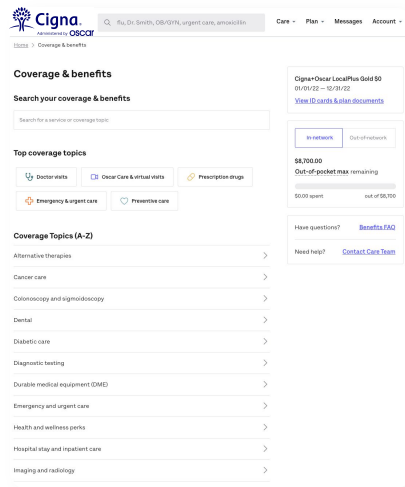 Cigna.
Administered by oscar
flu, Dr. Smith, OB/GYN, urgent care, amoxicillin
Care
Plan
Messages
Account
Home > Coverage & benefits
Coverage & benefits
Search your coverage & benefits
Search for a service or coverage topic
Top coverage topics
Doctor visits
Oscar Care & virtual visits
Prescription drugs
Emergency & urgent care
Preventive care
Coverage Topics (A-Z)
Alternative therapies
Cancer care
Colonoscopy and sigmoidoscopy
Dental
Diabetic care
Diagnostic testing
Durable medical equipment (DME)
Emergency and urgent care
Health and wellness perks
Hospital stay and inpatient care
Imaging and radiology
Cigna+Oscar LocalPlus Gold $0
01/01/22 — 12/31/22
View ID cards & plan documents
In-network
Out-of-network
$8,700.00
Out-of-pocket max remaining
$0.00 spent
out of $8,700
Have questions?
Benefits FAQ
Need help?
Contact Care Team